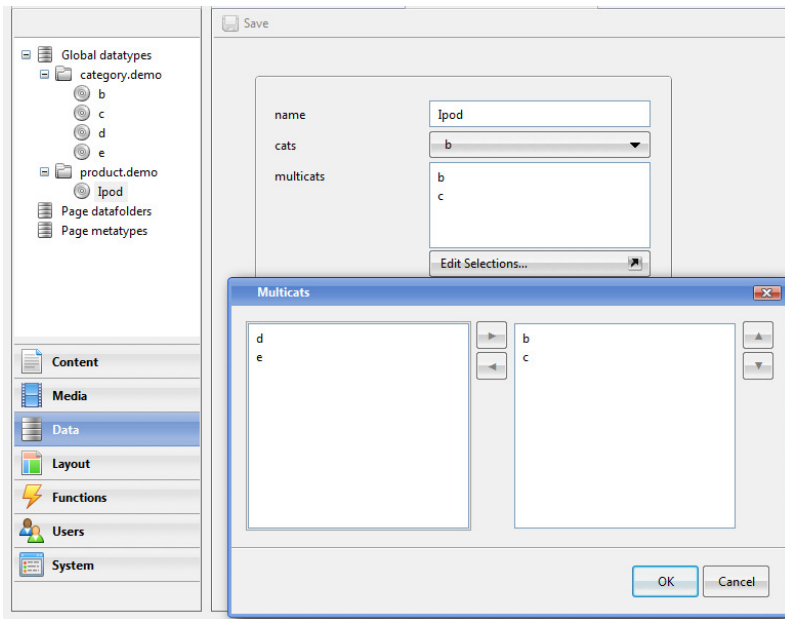 Save
Global datatypes
category.demo
b
c
d
e
product.demo
Ipod
Page datafolders
Page metatypes
Content
Media
Data
Layout
Functions
Users
System
name
Ipod
cats
b
multicats
b
c
Edit Selections...
Multicats
d
e
b
c
OK
Cancel